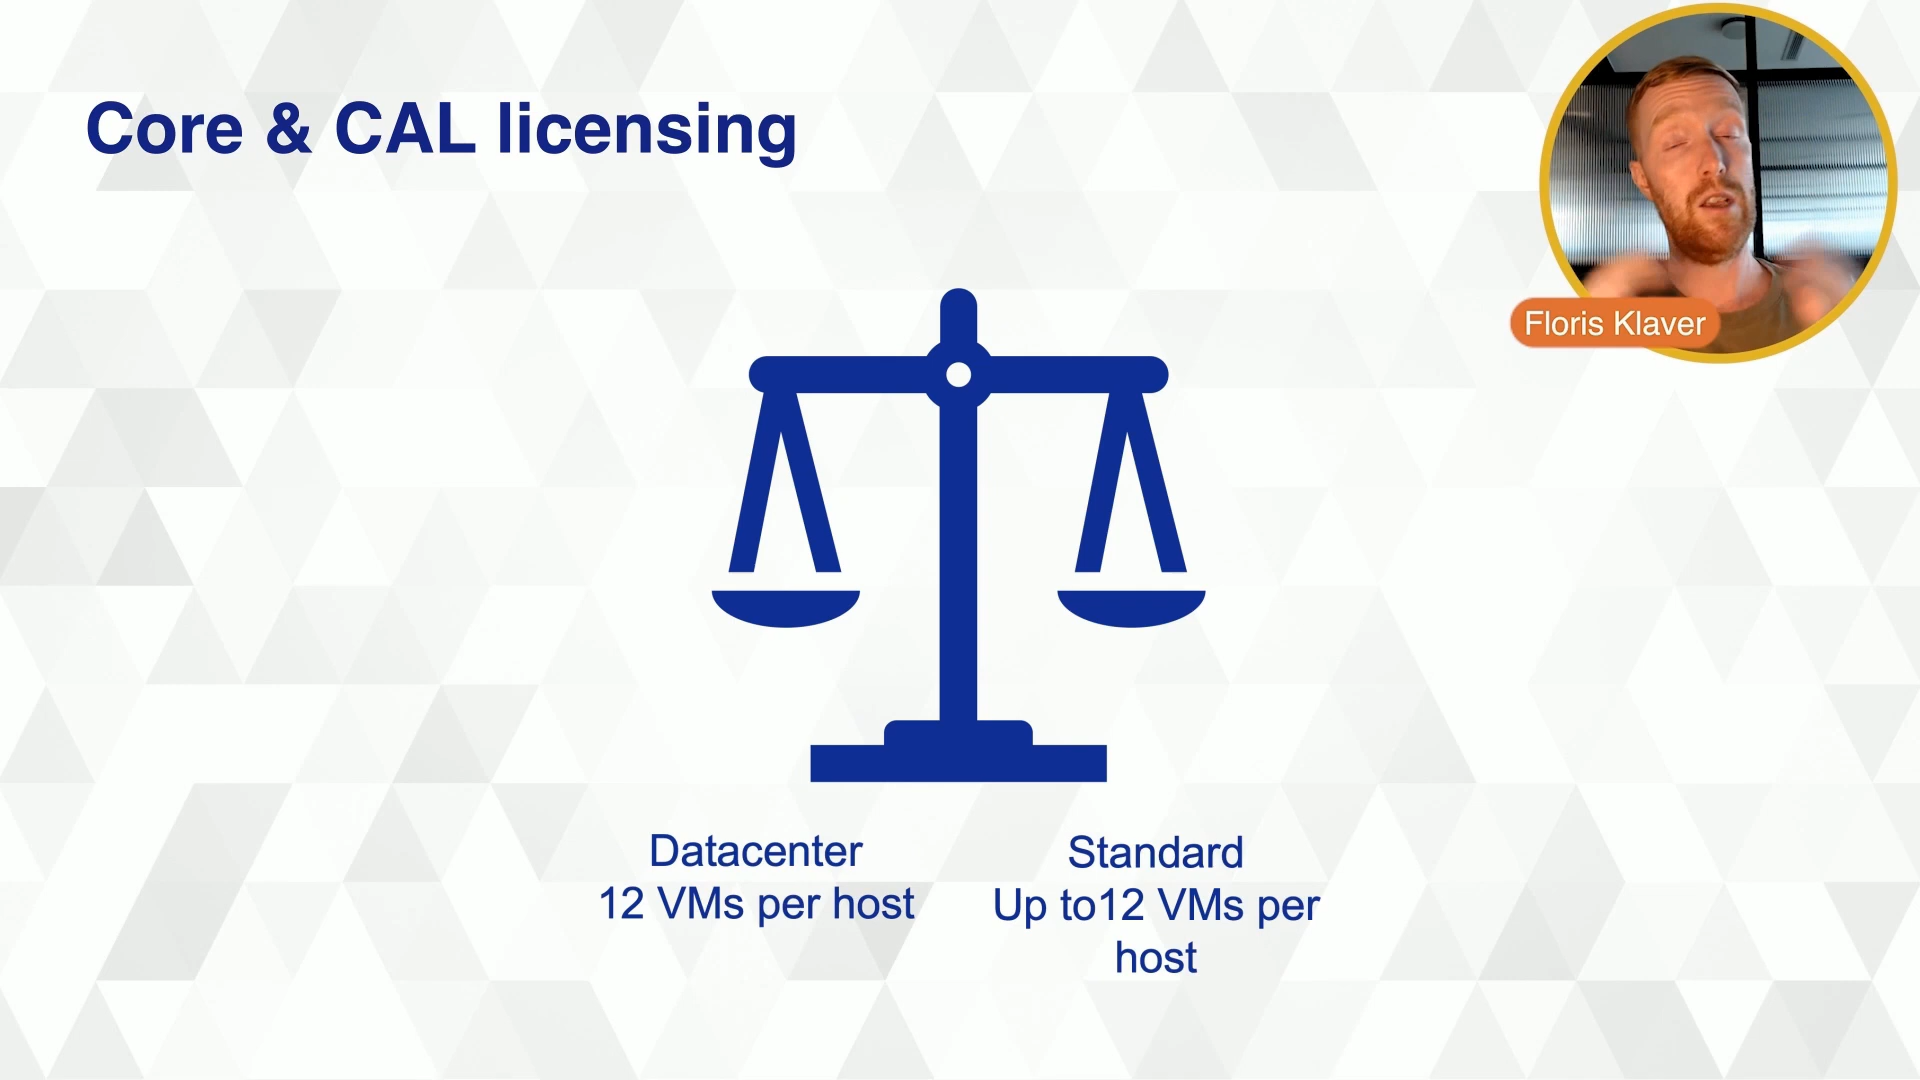 Core & CAL licensing
Floris Klaver
Datacenter
12 VMs per host
Standard
Up to12 VMs per
host